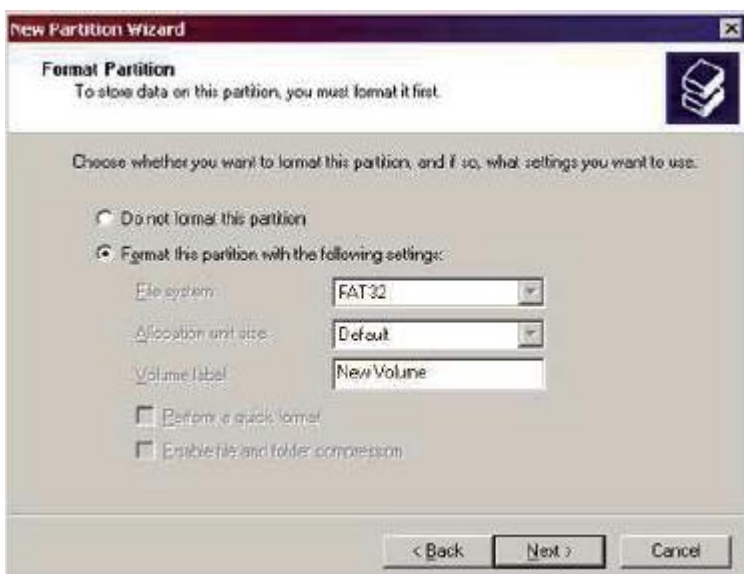 New Partition Wizard
Format Partition
To store data on this partition, you must format it first.
Choose whether you want to format this partition, and if so, what settings you want to use.
Do not format this partition
Format this partition with the following settings:
File system:
FAT32
Allocation unit size
Default
Volume label
New Volume
Perform a quick format
Enable file and folder compression
< Back
Next >
Cancel